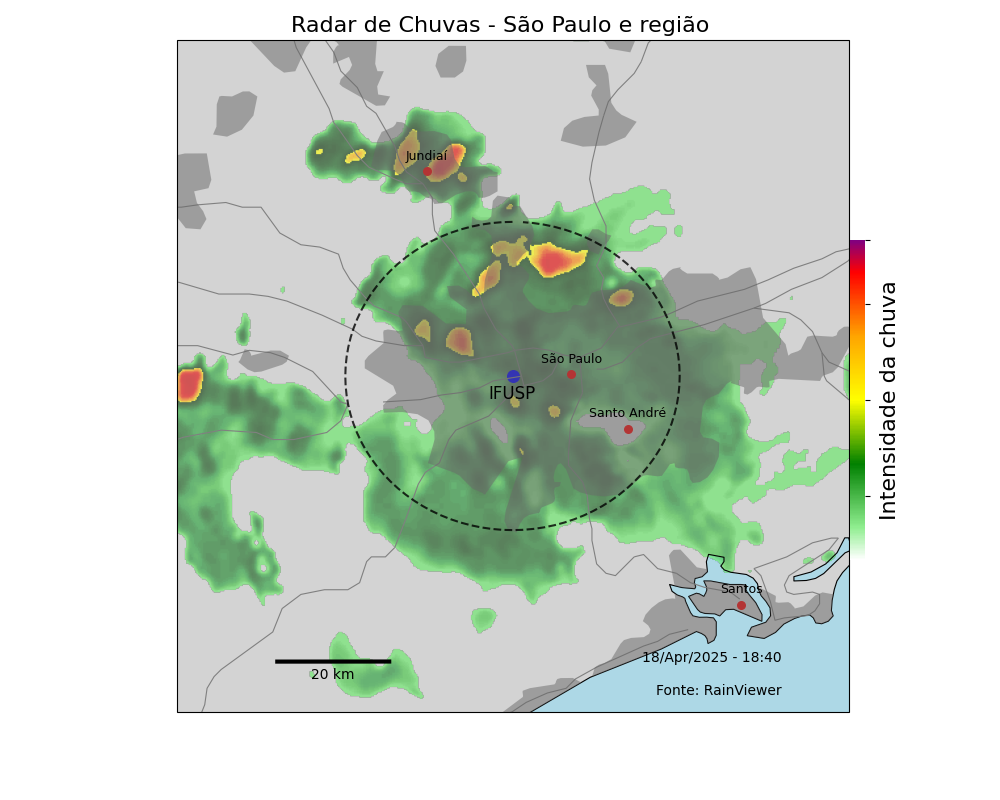 Radar de Chuvas - São Paulo e região
Jundiaí
São Paulo
IFUSP
Santo André
Intensidade da chuva
Santos
18/Apr/2025 - 18:40
20 km
Fonte: RainViewer